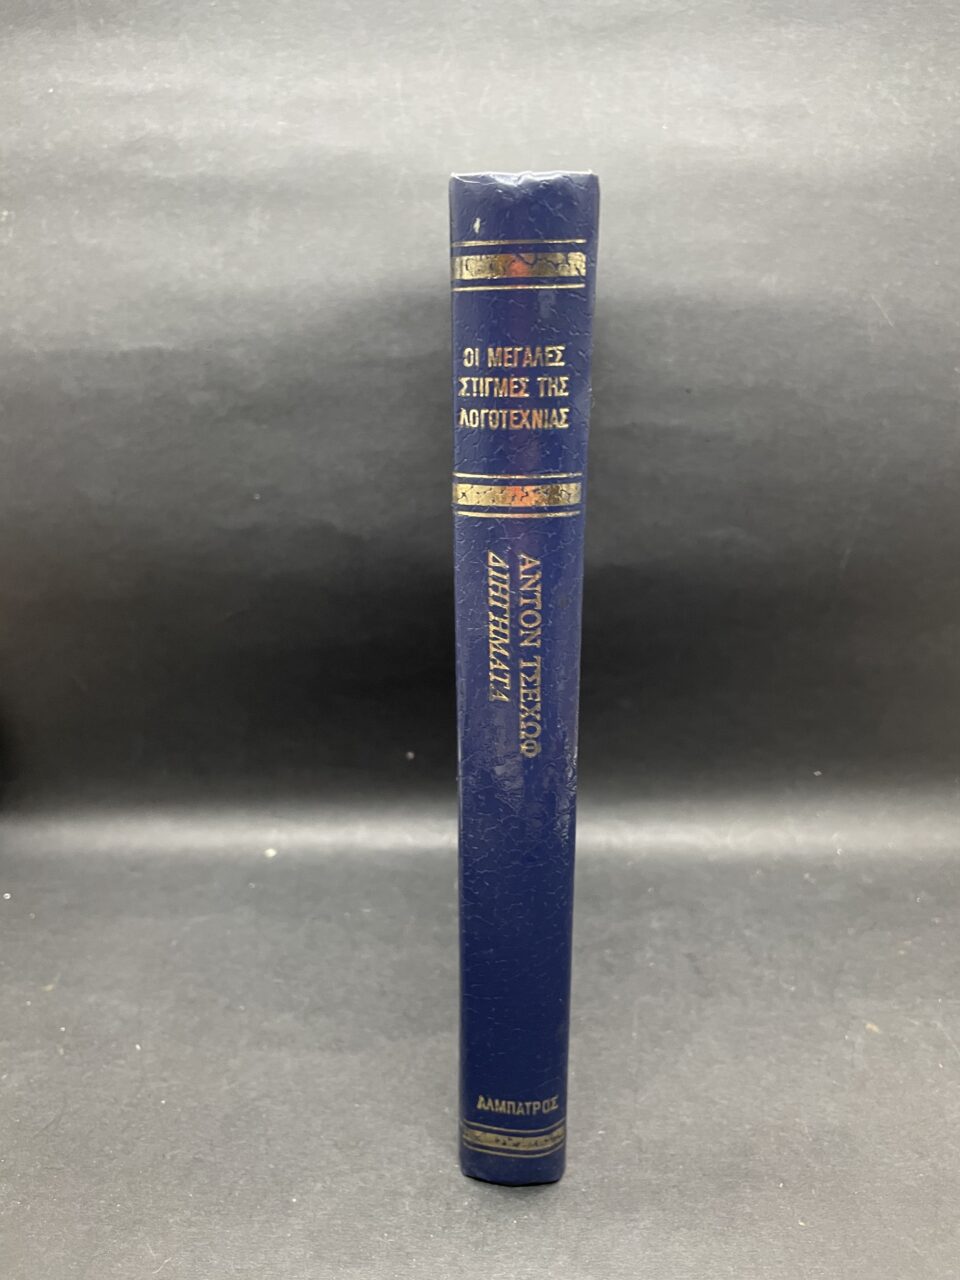 ΟΙ ΜΕΓΑΛΕΣ
ΣΤΙΓΜΕΣ ΤΗΣ
ΛΟΓΟΤΕΧΝΙΑΣ
ΑΝΤΟΝ ΤΣΕΧΩΦ
ΔΙΗΓΗΜΑΤΑ
ΑΛΜΠΑΤΡΟΣ